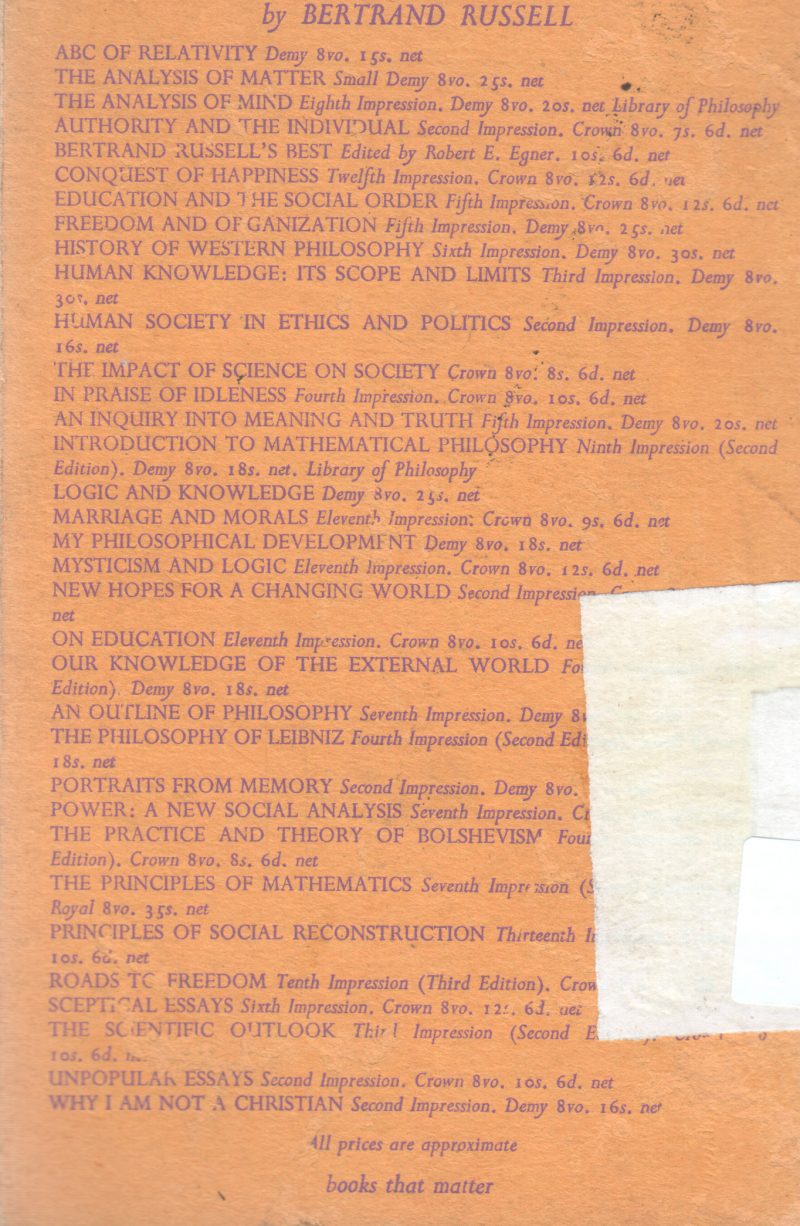 by BERTRAND RUSSELL
ABC OF RELATIVITY Demy 8vo. 15s. net
THE ANALYSIS OF MATTER Small Demy 8vo. 25s. net
THE ANALYSIS OF MIND Eighth Impression. Demy 8vo. 20s. net Library of Philosophy
AUTHORITY AND THE INDIVIDUAL Second Impression. Crown 8vo. 7s. 6d. net
BERTRAND RUSSELL'S BEST Edited by Robert E. Egner. 10s. 6d. net
CONQUEST OF HAPPINESS Twelfth Impression. Crown 8vo. 12s. 6d. net
EDUCATION AND THE SOCIAL ORDER Fifth Impression. Crown 8vo. 12s. 6d. net
FREEDOM AND ORGANIZATION Fifth Impression. Demy 8vo. 25s. net
HISTORY OF WESTERN PHILOSOPHY Sixth Impression. Demy 8vo. 30s. net
HUMAN KNOWLEDGE: ITS SCOPE AND LIMITS Third Impression. Demy 8vo.
30s. net
HUMAN SOCIETY IN ETHICS AND POLITICS Second Impression. Demy 8vo.
16s. net
THE IMPACT OF SCIENCE ON SOCIETY Crown 8vo. 8s. 6d. net
IN PRAISE OF IDLENESS Fourth Impression. Crown 8vo. 10s. 6d. net
AN INQUIRY INTO MEANING AND TRUTH Fifth Impression. Demy 8vo. 20s. net
INTRODUCTION TO MATHEMATICAL PHILOSOPHY Ninth Impression (Second
Edition). Demy 8vo. 18s. net. Library of Philosophy
LOGIC AND KNOWLEDGE Demy 8vo. 25s. net
MARRIAGE AND MORALS Eleventh Impression. Crown 8vo. 9s. 6d. net
MY PHILOSOPHICAL DEVELOPMENT Demy 8vo. 18s. net
MYSTICISM AND LOGIC Eleventh Impression. Crown 8vo. 12s. 6d. net
NEW HOPES FOR A CHANGING WORLD Second Impression
net
ON EDUCATION Eleventh Impression. Crown 8vo. 10s. 6d. ne
OUR KNOWLEDGE OF THE EXTERNAL WORLD
Edition). Demy 8vo. 18s. net
AN OUTLINE OF PHILOSOPHY Seventh Impression. Demy
THE PHILOSOPHY OF LEIBNIZ Fourth Impression (Second Edi
18s. net
PORTRAITS FROM MEMORY Second Impression. Demy 8vo.
POWER: A NEW SOCIAL ANALYSIS Seventh Impression.
THE PRACTICE AND THEORY OF BOLSHEVISM
Edition). Crown 8vo. 8s. 6d. net
THE PRINCIPLES OF MATHEMATICS Seventh Impression
Royal 8vo. 35s. net
PRINCIPLES OF SOCIAL RECONSTRUCTION Thirteenth
10s. 6d. net
ROADS TO FREEDOM Tenth Impression (Third Edition). Crow
SCEPTICAL ESSAYS Sixth Impression. Crown 8vo. 12s. 6d. net
THE SCIENTIFIC OUTLOOK Third Impression (Second
10s. 6d.
UNPOPULAR ESSAYS Second Impression. Crown 8vo. 10s. 6d. net
WHY I AM NOT A CHRISTIAN Second Impression. Demy 8vo. 16s. net
All prices are approximate
books that matter